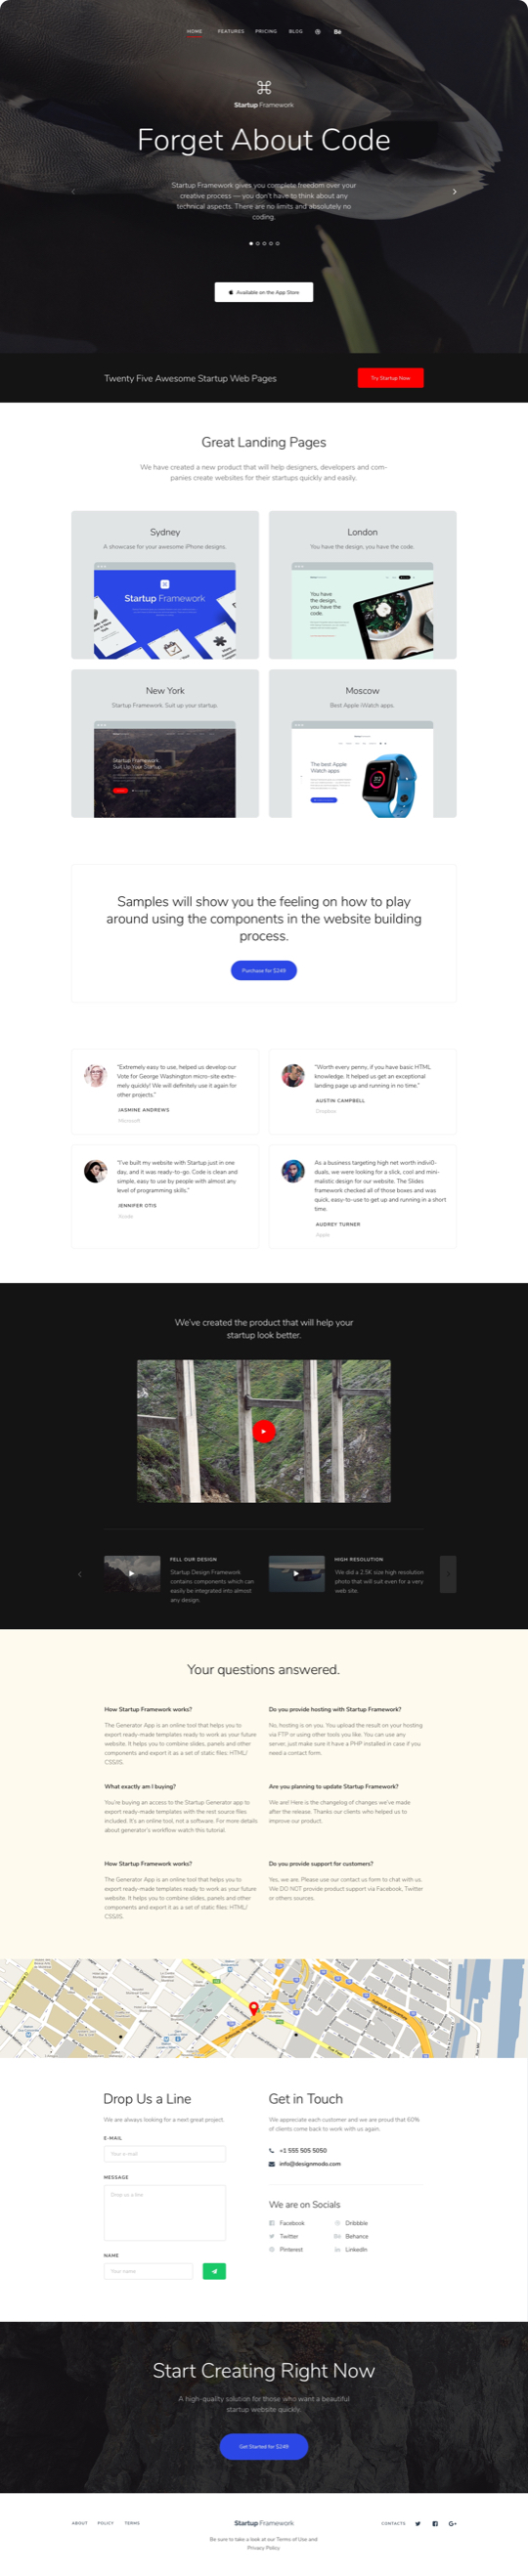 HOME FEATURES PRICING BLOG Bē
Startup Framework
Forget About Code
Startup Framework gives you complete freedom over your
creative process — you don't have to think about any
technical aspects. There are no limits and absolutely no
coding.
Available on the App Store
Twenty Five Awesome Startup Web Pages
Try Startup Now
Great Landing Pages
We have created a new product that will help designers, developers and com-
panies create websites for their startups quickly and easily.
Sydney
A showcase for your awesome iPhone designs.
Startup Framework
London
You have the design, you have the code.
You have
the design,
you have the
code.
New York
Startup Framework. Suit up your startup.
Startup Framework.
Suit Up Your Startup.
Moscow
Best Apple iWatch apps.
The best Apple
Watch apps
Samples will show you the feeling on how to play
around using the components in the website building
process.
Purchase for $249
"Extremely easy to use, helped us develop our
Vote for George Washington micro-site extre-
mely quickly! We will definitely use it again for
other projects."
JASMINE ANDREWS
Microsoft
"Worth every penny, if you have basic HTML
knowledge. It helped us get an exceptional
landing page up and running in no time."
AUSTIN CAMPBELL
Dropbox
"I've built my website with Startup just in one
day, and it was ready-to-go. Code is clean and
simple, easy to use by people with almost any
level of programming skills."
JENNIFER OTIS
As a business targeting high net worth indivi0-
duals, we were looking for a slick, cool and mini-
malistic design for our website. The Slides
framework checked all of those boxes and was
quick, easy-to-use to get up and running in a short
time.
AUDREY TURNER
Apple
We've created the product that will help your
startup look better.
FELL OUR DESIGN
Startup Design Framework
contains components which can
easily be integrated into almost
any design.
HIGH RESOLUTION
We did a 2.5K size high resolution
photo that will suit even for a very
web site.
Your questions answered.
How Startup Framework works?
The Generator App is an online tool that helps you to
export ready-made templates ready to work as your future
website. It helps you to combine slides, panels and other
components and export it as a set of static files: HTML/
CSS/JS.
Do you provide hosting with Startup Framework?
No, hosting is on you. You upload the result on your hosting
via FTP or using other tools you like. You can use any
server, just make sure it have a PHP installed in case if you
need a contact form.
What exactly am I buying?
You're buying an access to the Startup Generator app to
export ready-made templates with the rest source files
included. It's an online tool, not a software. For more details
about generator's workflow watch this tutorial.
Are you planning to update Startup Framework?
We are! Here is the changelog of changes we've made
after the release. Thanks our clients who helped us to
improve our product.
How Startup Framework works?
The Generator App is an online tool that helps you to
export ready-made templates ready to work as your future
website. It helps you to combine slides, panels and other
components and export it as a set of static files: HTML/
CSS/JS.
Do you provide support for customers?
Yes, we are. Please use our contact us form to chat with us.
We DO NOT provide product support via Facebook, Twitter
or others sources.
Drop Us a Line
We are always looking for a next great project.
E-MAIL
Your e-mail
MESSAGE
Drop us a line
NAME
Your name
Get in Touch
We appreciate each customer and we are proud that 60%
of clients come back to work with us again.
+1 555 505 5050
info@designmodo.com
We are on Socials
Facebook Dribbble
Twitter Bē Behance
Pinterest in LinkedIn
Start Creating Right Now
A high-quality solution for those who want a beautiful
startup website quickly.
Get Started for $249
ABOUT POLICY TERMS
Startup Framework
CONTACTS G+
Be sure to take a look at our Terms of Use and
Privacy Policy